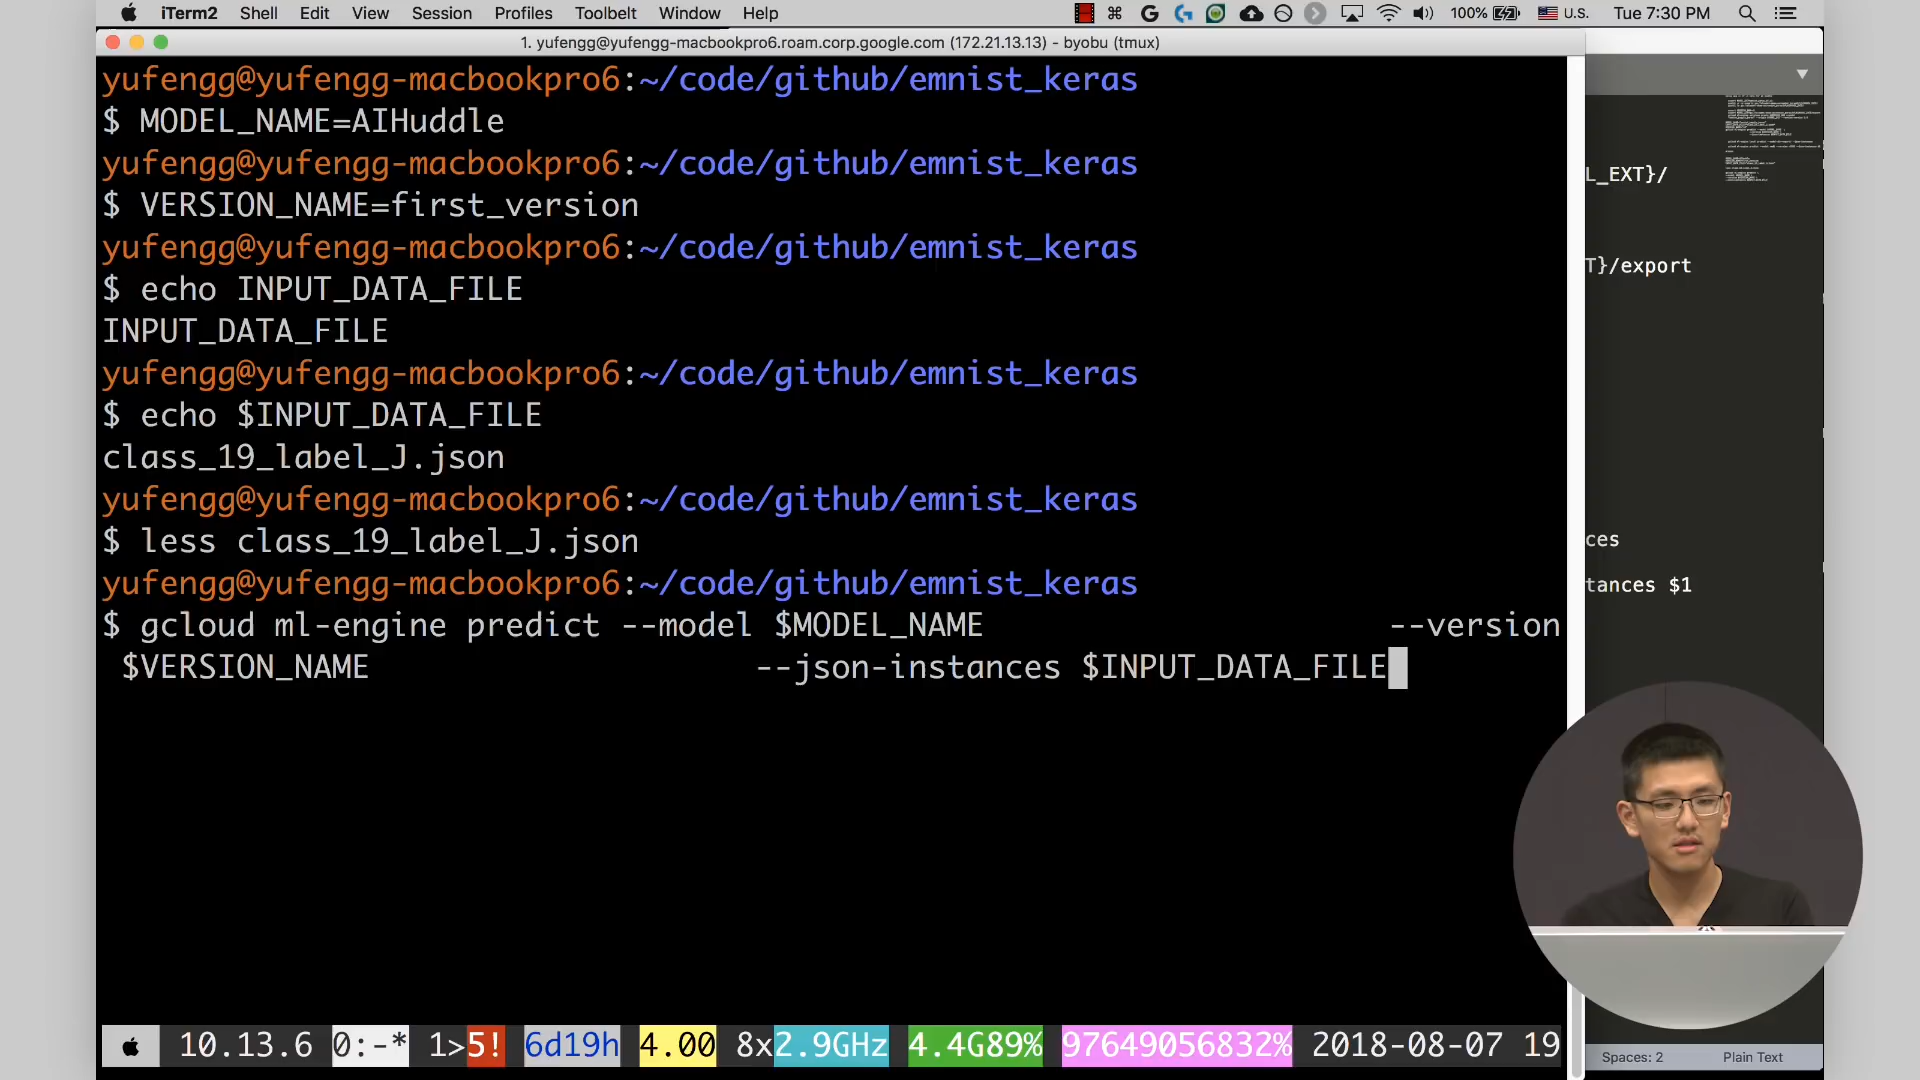 iTerm2 Shell Edit View Session Profiles Toolbelt Window Help 100% U.S. Tue 7:30 PM
1. yufengg@yufengg-macbookpro6.roam.corp.google.com (172.21.13.13) - byobu (tmux)
yufengg@yufengg-macbookpro6:~/code/github/emnist_keras
$ MODEL_NAME=AIHuddle
yufengg@yufengg-macbookpro6:~/code/github/emnist_keras
$ VERSION_NAME=first_version
yufengg@yufengg-macbookpro6:~/code/github/emnist_keras
$ echo INPUT_DATA_FILE
INPUT_DATA_FILE
yufengg@yufengg-macbookpro6:~/code/github/emnist_keras
$ echo $INPUT_DATA_FILE
class_19_label_J.json
yufengg@yufengg-macbookpro6:~/code/github/emnist_keras
$ less class_19_label_J.json
yufengg@yufengg-macbookpro6:~/code/github/emnist_keras
$ gcloud ml-engine predict --model $MODEL_NAME --version
$VERSION_NAME --json-instances $INPUT_DATA_FILE
10.13.6 0:-* 1>5! 6d19h 4.00 8x2.9GHz 4.4G89% 97649056832% 2018-08-07 19
L_EXT}/
T}/export
ces
tances $1
Spaces: 2 Plain Text